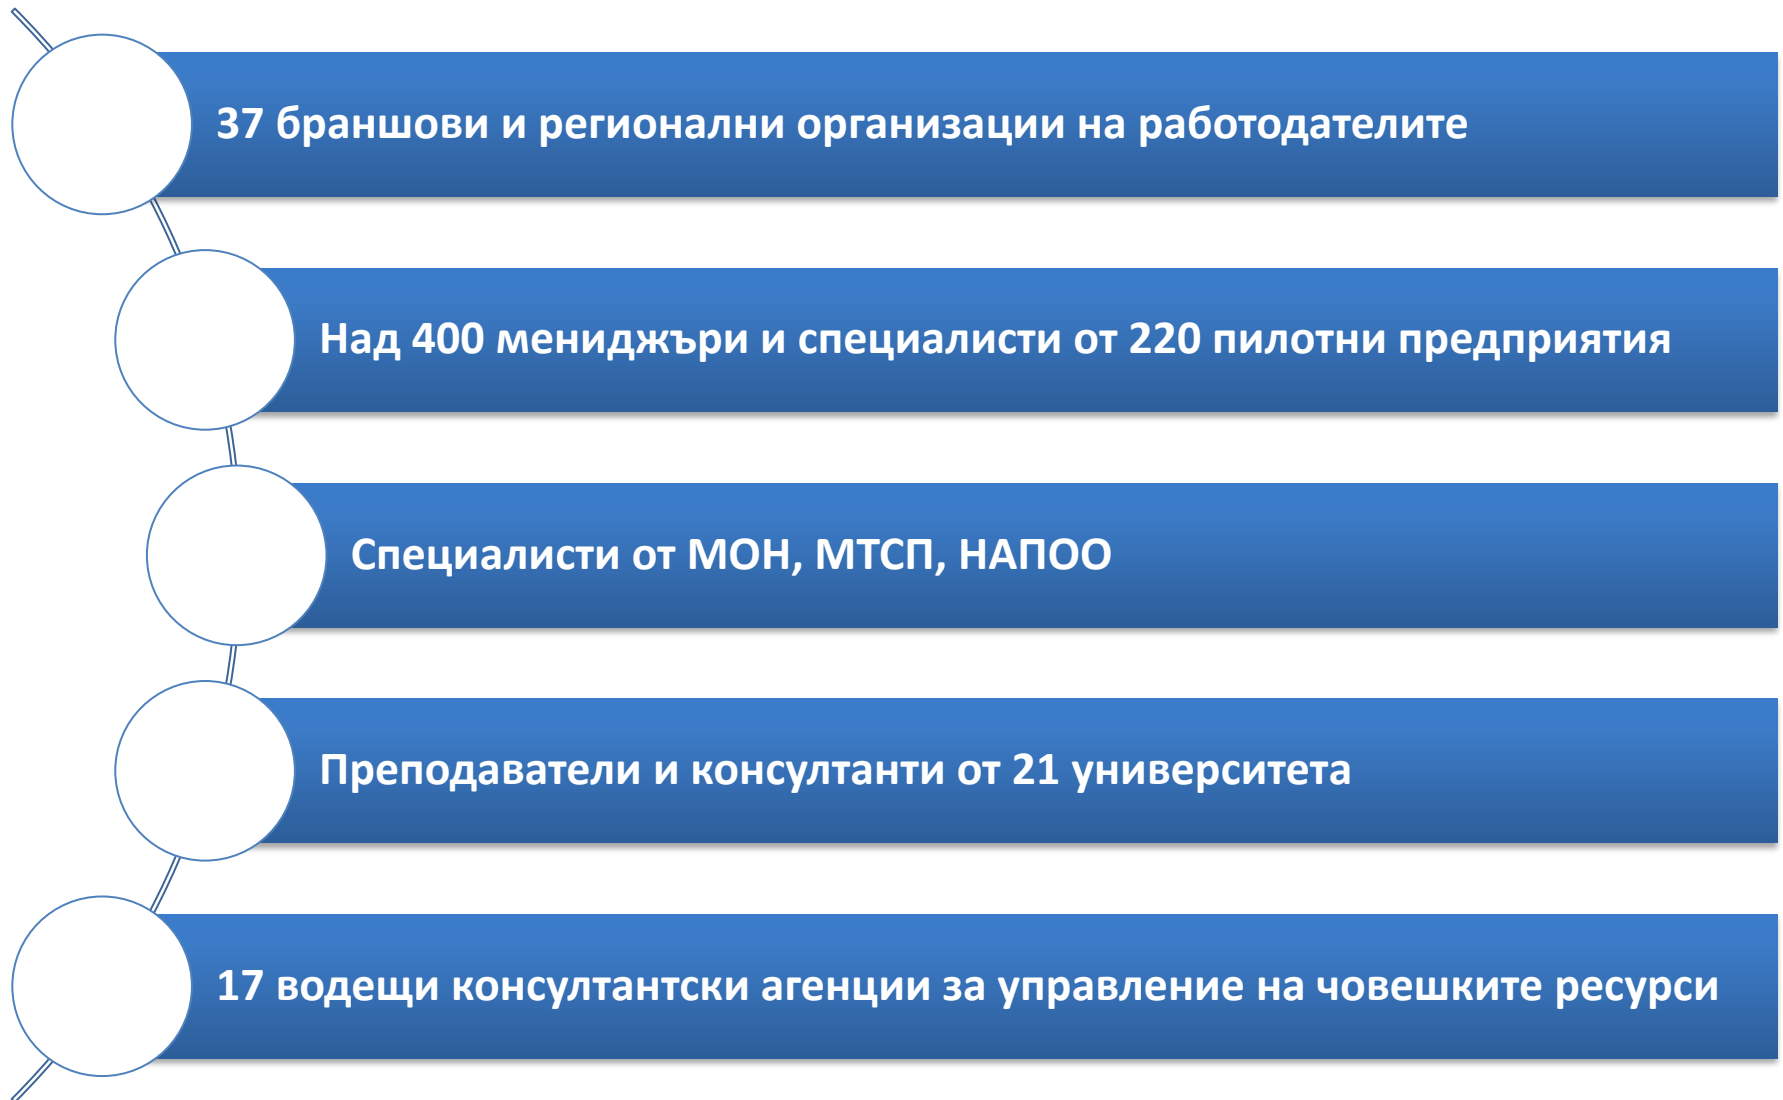 37 браншови и регионални организации на работодателите
Над 400 мениджъри и специалисти от 220 пилотни предприятия
Специалисти от МОН, МТСП, НАПОО
Преподаватели и консултанти от 21 университета
17 водещи консултантски агенции за управление на човешките ресурси